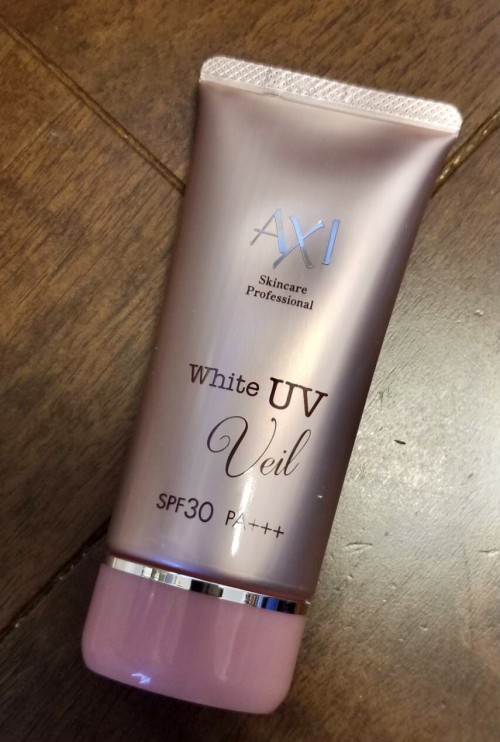 AXI
Skincare
Professional
White UV
Veil
SPF30 PA+++